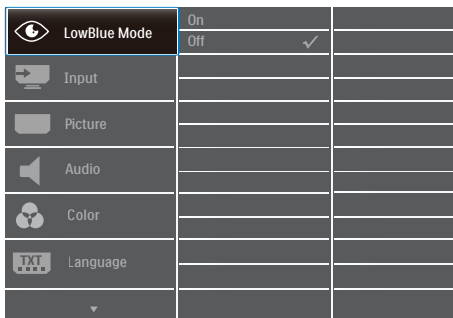 LowBlue Mode
On
Off
Input
Picture
Audio
Color
TXT
Language